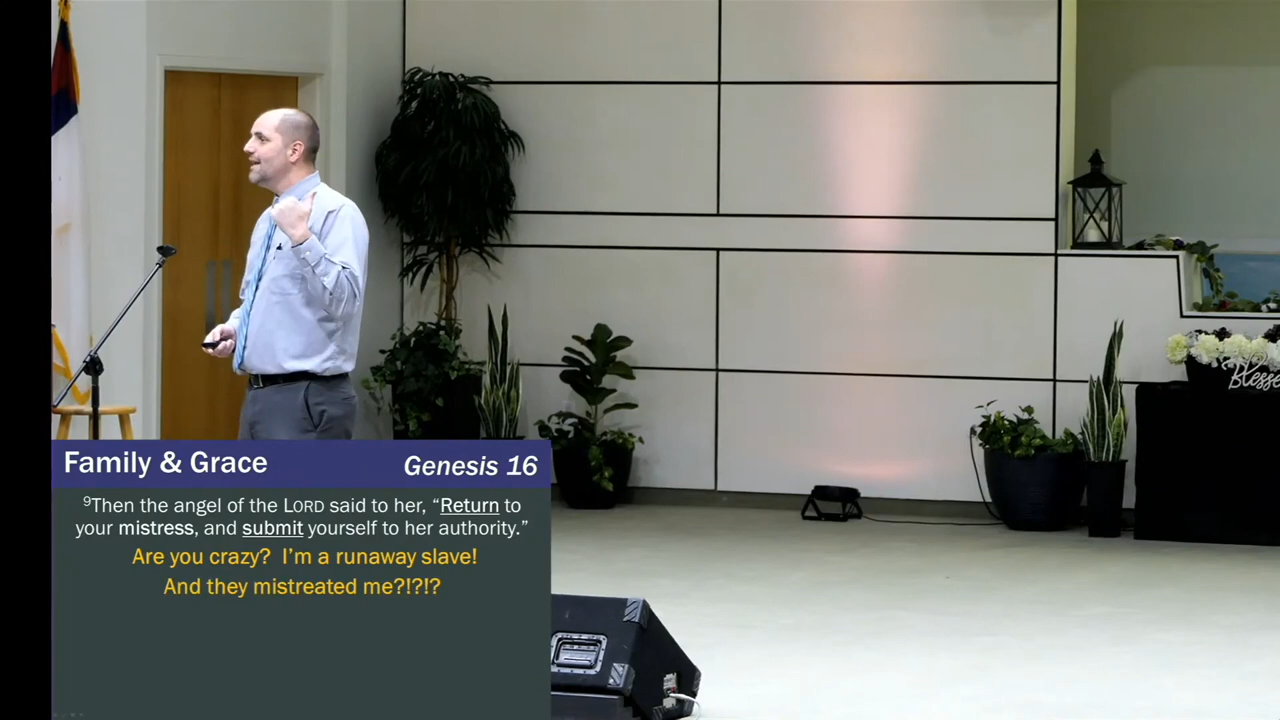 Family & Grace
Genesis 16
⁹Then the angel of the LORD said to her, “Return to
your mistress, and submit yourself to her authority.”
Are you crazy?  I’m a runaway slave!
And they mistreated me?!?!?
Blesse